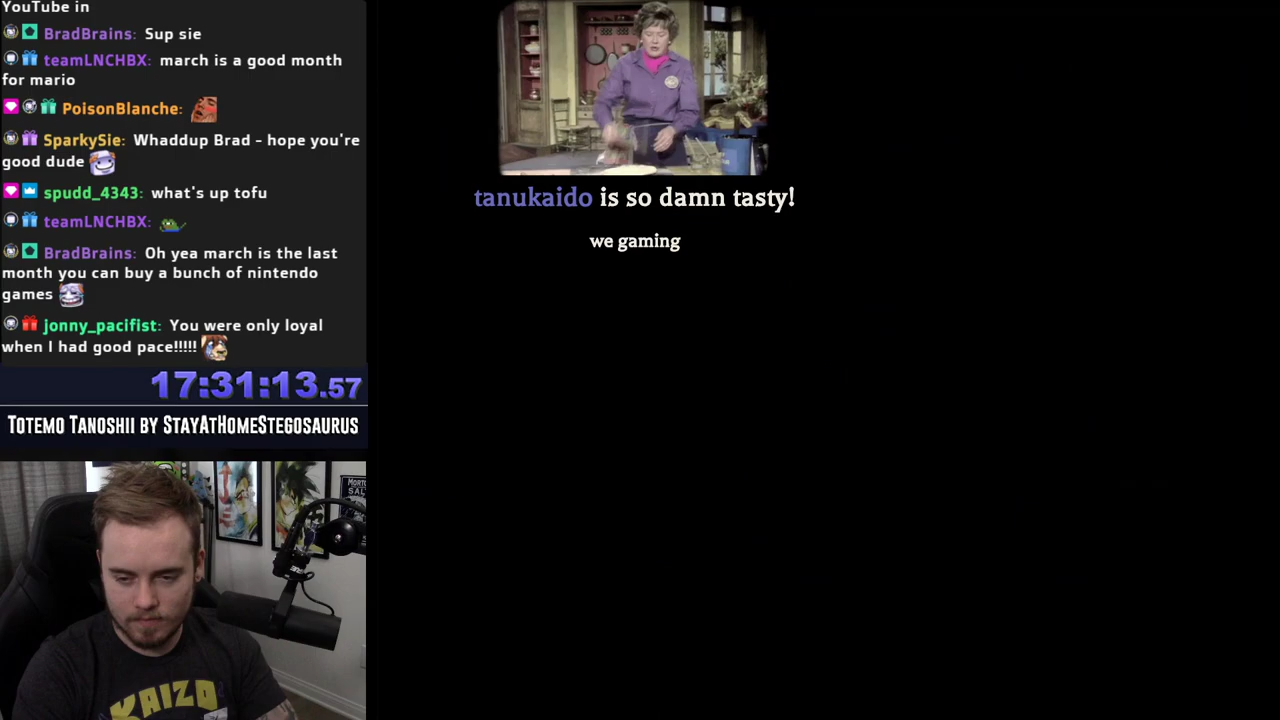 YouTube in
BradBrains: Sup sie
teamLNCHBX: march is a good month
for mario
PoisonBlanche:
SparkySie: Whaddup Brad - hope you're
good dude
spudd_4343: what's up tofu
teamLNCHBX:
BradBrains: Oh yea march is the last
month you can buy a bunch of nintendo
games
jonny_pacifist: You were only loyal
when I had good pace!!!!!
17:31:13.57
TOTEMO TANOSHII BY STAYATHOMESTEGOSAURUS
tanukaido is so damn tasty!
we gaming
KAIZO